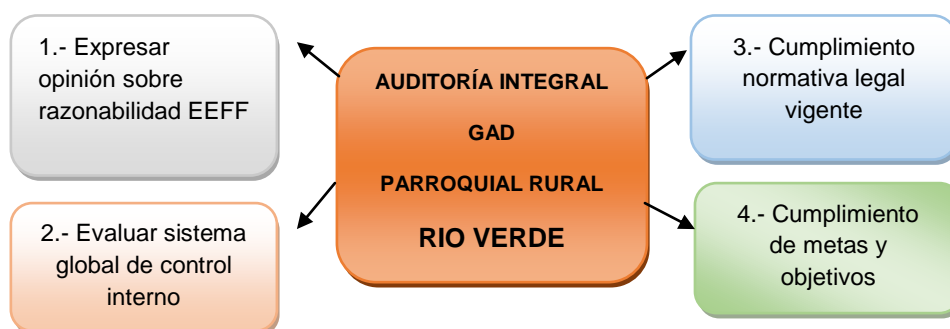 1.- Expresar
opinión sobre
razonabilidad EEFF
2.- Evaluar sistema
global de control
interno
AUDITORÍA INTEGRAL
GAD
PARROQUIAL RURAL
RIO VERDE
3.- Cumplimiento
normativa legal
vigente
4.- Cumplimiento
de metas y
objetivos